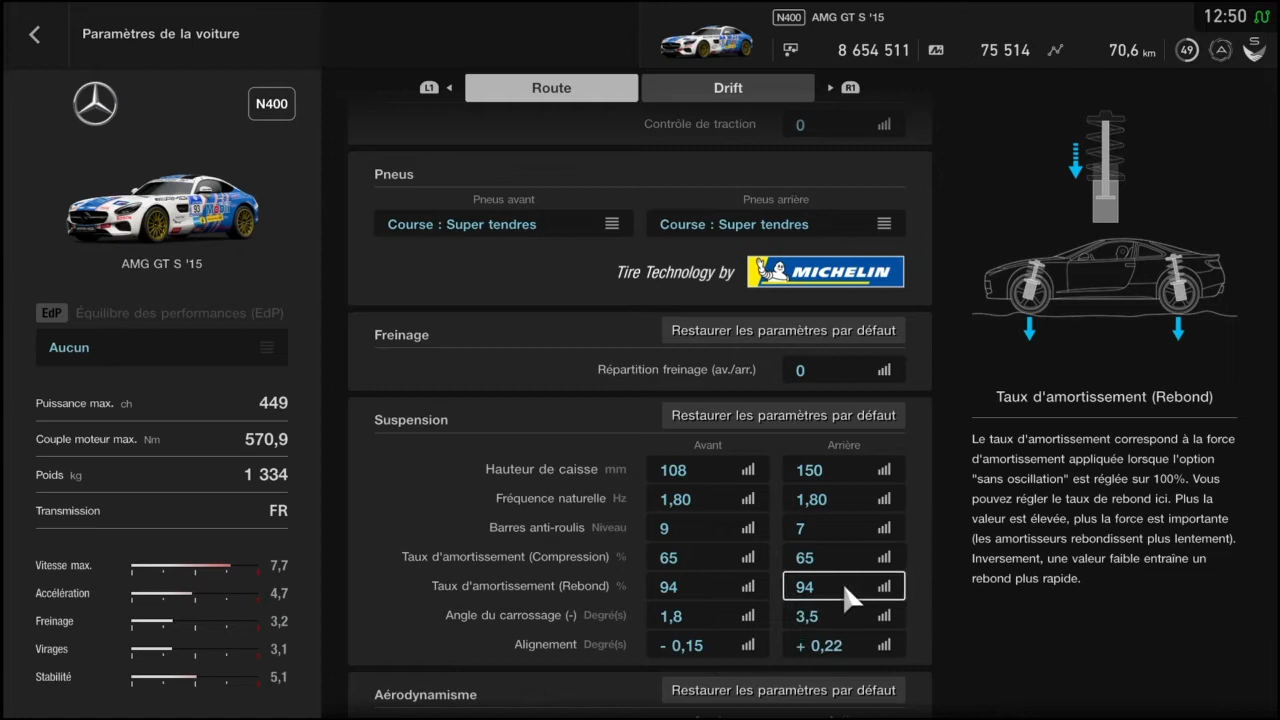 Paramètres de la voiture
N400 AMG GT S '15
12:50
8 654 511
75 514
70,6 km
49
S
L1 Route Drift R1
N400
AMG GT S '15
EdP Équilibre des performances (EdP)
Aucun
Puissance max. ch 449
Couple moteur max. Nm 570,9
Poids kg 1 334
Transmission FR
Vitesse max. 7,7
Accélération 4,7
Freinage 3,2
Virages 3,1
Stabilité 5,1
Contrôle de traction 0
Pneus
Pneus avant Pneus arrière
Course : Super tendres Course : Super tendres
Tire Technology by MICHELIN
Freinage Restaurer les paramètres par défaut
Répartition freinage (av./arr.) 0
Suspension Restaurer les paramètres par défaut
Avant Arrière
Hauteur de caisse mm 108 150
Fréquence naturelle Hz 1,80 1,80
Barres anti-roulis Niveau 9 7
Taux d'amortissement (Compression) % 65 65
Taux d'amortissement (Rebond) % 94 94
Angle du carrossage (-) Degré(s) 1,8 3,5
Alignement Degré(s) - 0,15 + 0,22
Aérodynamisme Restaurer les paramètres par défaut
Taux d'amortissement (Rebond)
Le taux d'amortissement correspond à la force
d'amortissement appliquée lorsque l'option
"sans oscillation" est réglée sur 100%. Vous
pouvez régler le taux de rebond ici. Plus la
valeur est élevée, plus la force est importante
(les amortisseurs rebondissent plus lentement).
Inversement, une valeur faible entraîne un
rebond plus rapide.